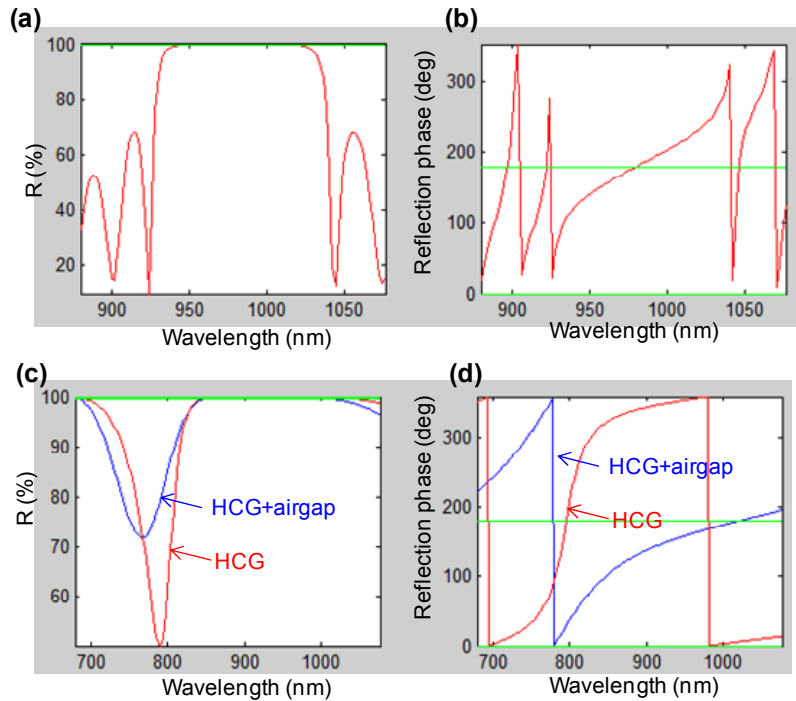 (a)
(b)
100
80
60
40
20
R (%)
900
950
1000
1050
Wavelength (nm)
300
200
100
0
Reflection phase (deg)
900
950
1000
1050
Wavelength (nm)
(c)
(d)
100
90
80
70
60
R (%)
HCG+airgap
HCG
700
800
900
1000
Wavelength (nm)
300
200
100
0
Reflection phase (deg)
HCG+airgap
HCG
700
800
900
1000
Wavelength (nm)